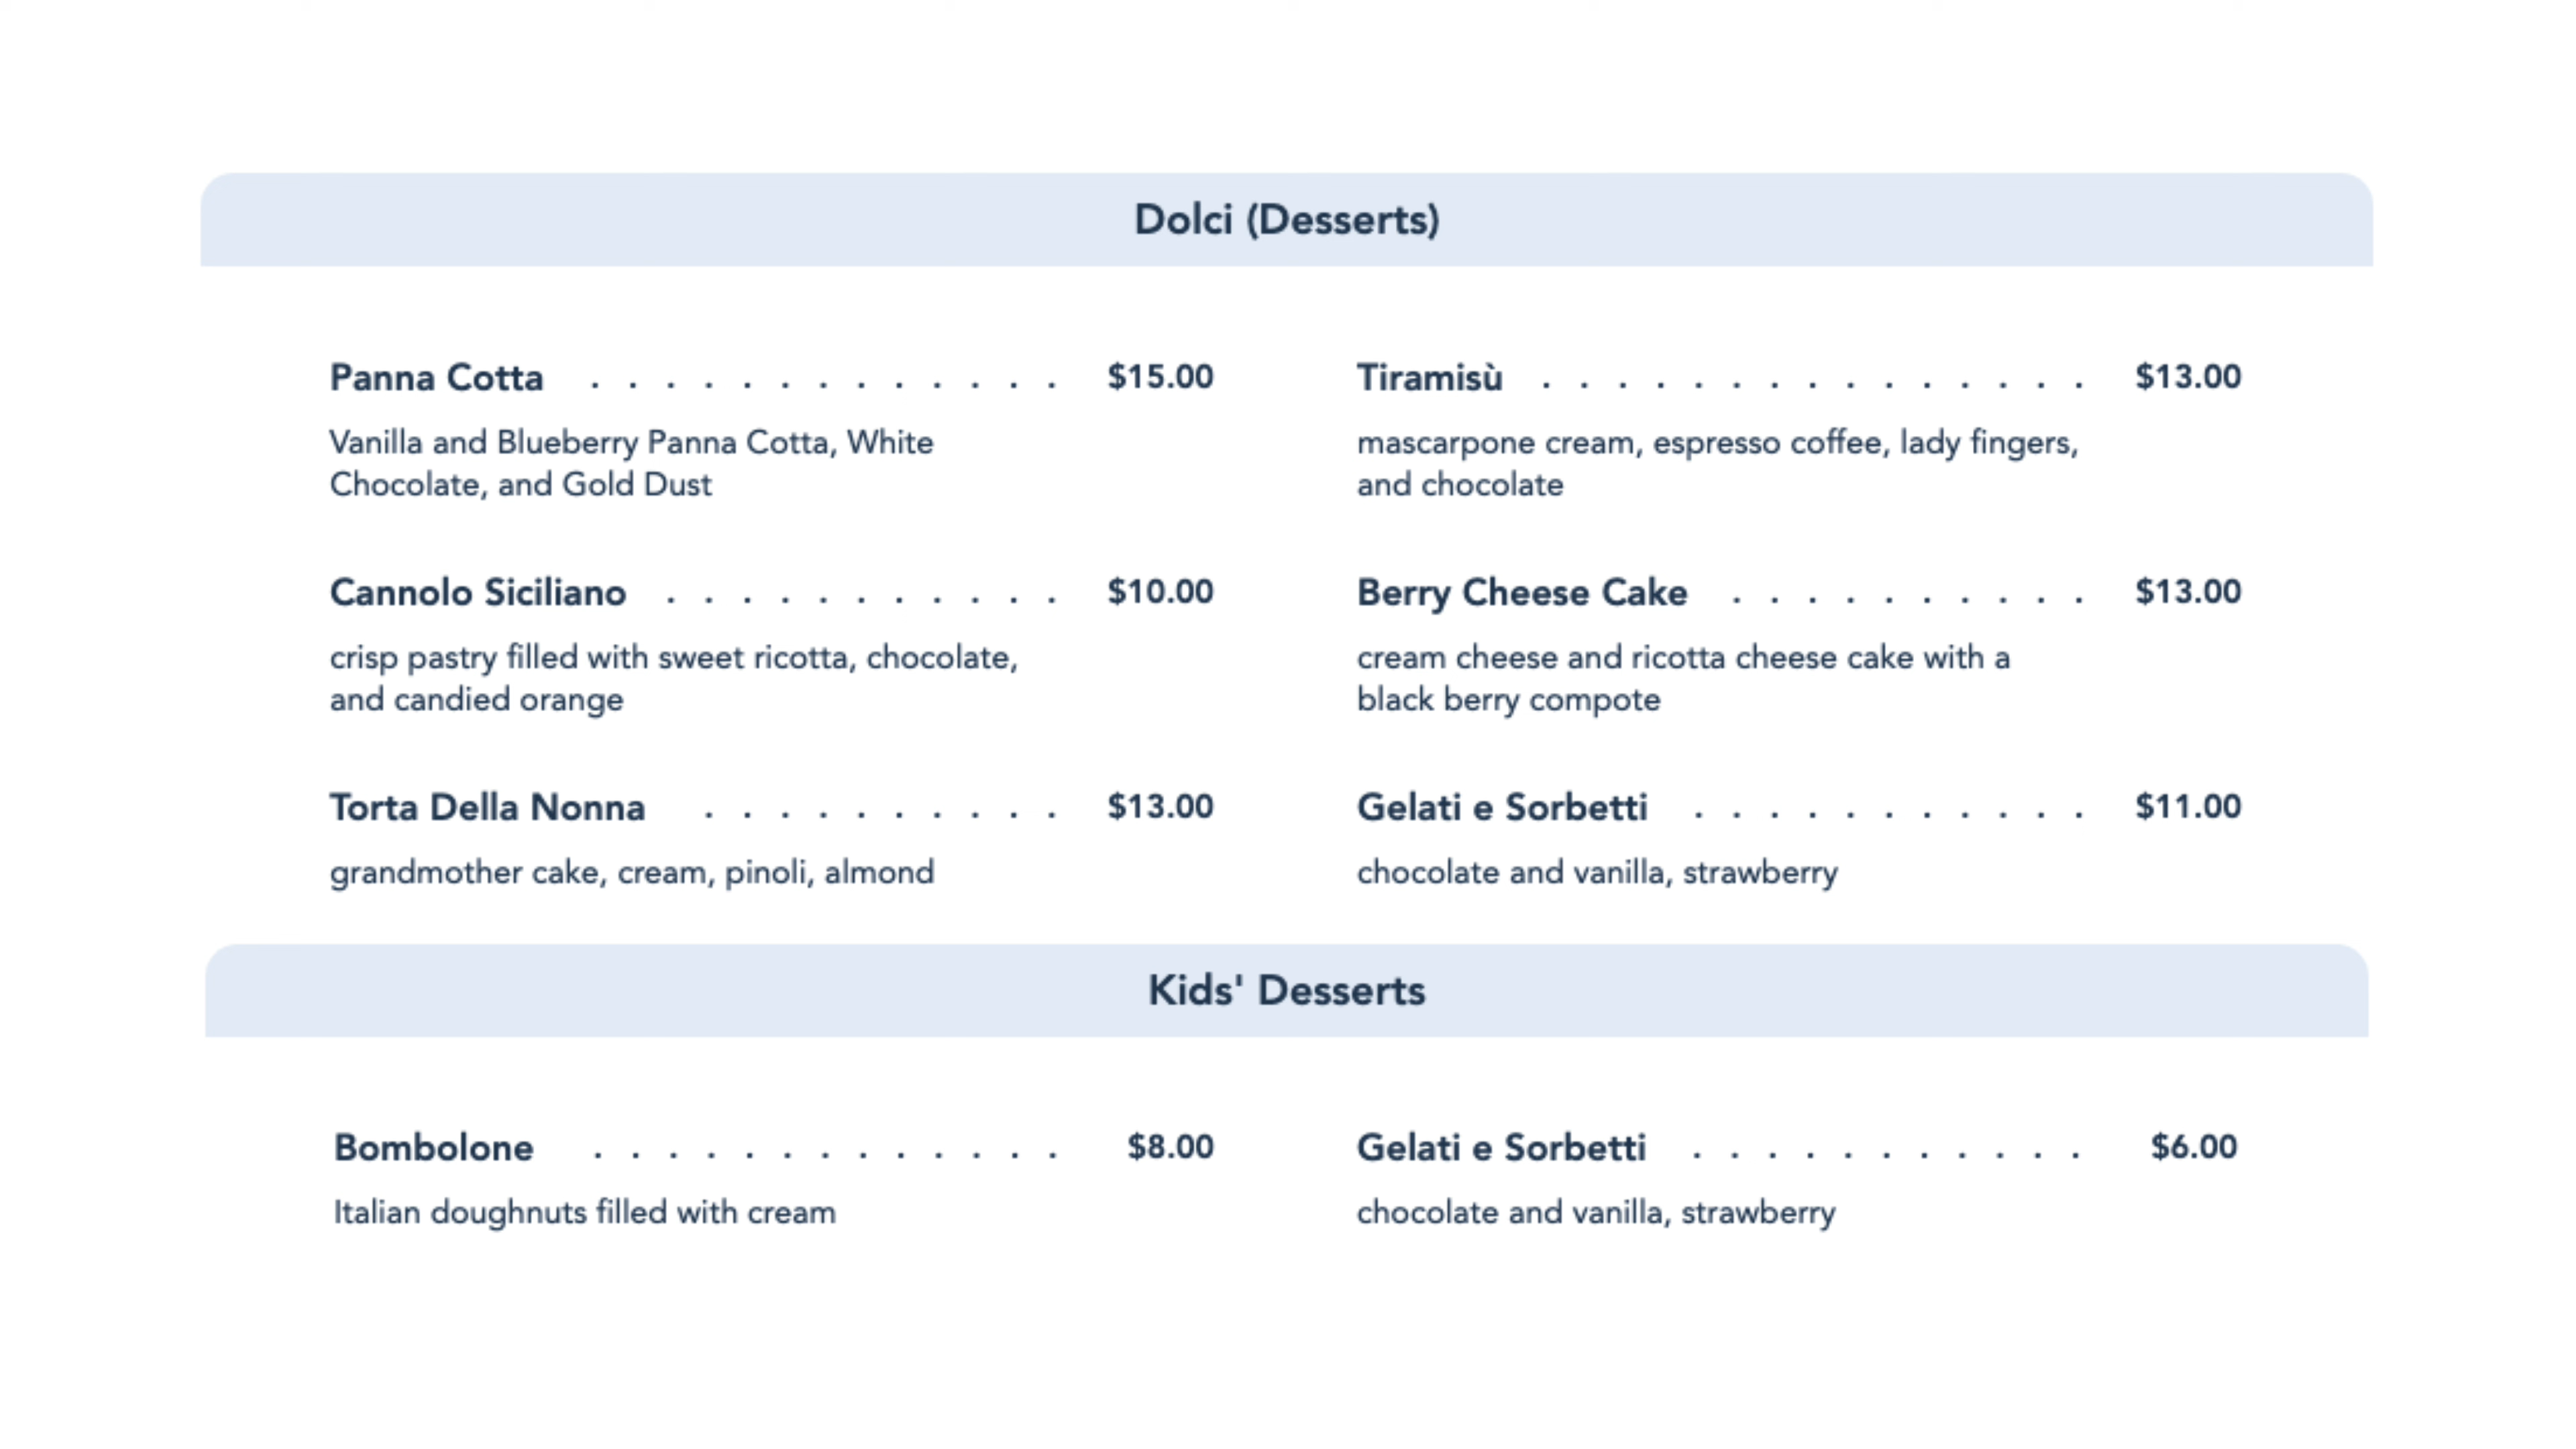 Dolci (Desserts)
Panna Cotta . . . . . . . . . . . . . $15.00
Vanilla and Blueberry Panna Cotta, White
Chocolate, and Gold Dust
Tiramisù . . . . . . . . . . . . . . . $13.00
mascarpone cream, espresso coffee, lady fingers,
and chocolate
Cannolo Siciliano . . . . . . . . . . . $10.00
crisp pastry filled with sweet ricotta, chocolate,
and candied orange
Berry Cheese Cake . . . . . . . . . . $13.00
cream cheese and ricotta cheese cake with a
black berry compote
Torta Della Nonna . . . . . . . . . . $13.00
grandmother cake, cream, pinoli, almond
Gelati e Sorbetti . . . . . . . . . . . $11.00
chocolate and vanilla, strawberry
Kids' Desserts
Bombolone . . . . . . . . . . . . . $8.00
Italian doughnuts filled with cream
Gelati e Sorbetti . . . . . . . . . . . $6.00
chocolate and vanilla, strawberry